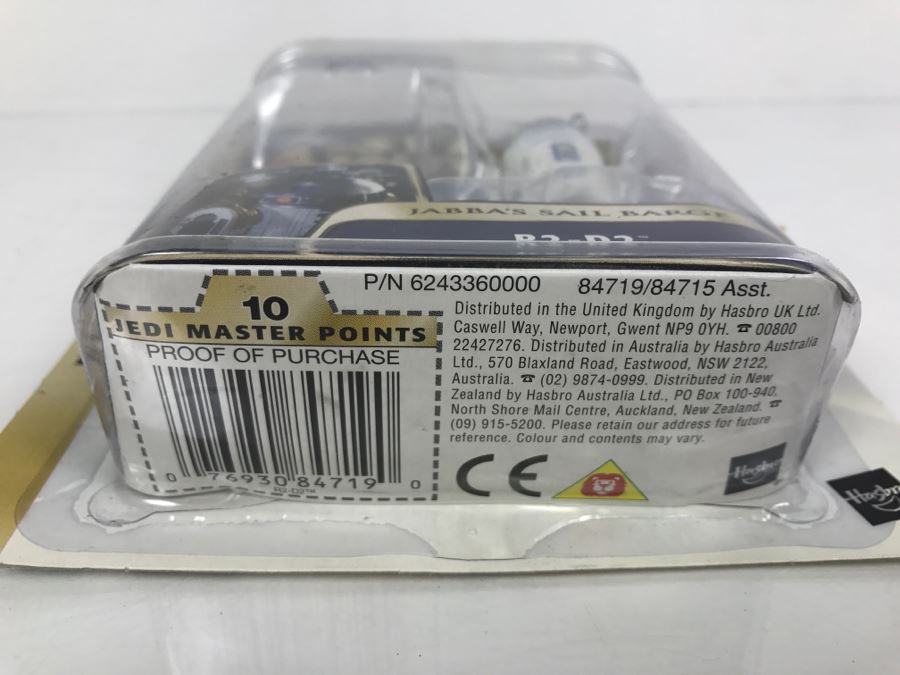 JABBA'S SAIL BARGE
R2-D2™
P/N 6243360000 84719/84715 Asst.
10
JEDI MASTER POINTS
PROOF OF PURCHASE
0 76930 84719 0
R2-D2™
Distributed in the United Kingdom by Hasbro UK Ltd.
Caswell Way, Newport, Gwent NP9 0YH. ☎ 00800
22427276. Distributed in Australia by Hasbro Australia
Ltd., 570 Blaxland Road, Eastwood, NSW 2122,
Australia. ☎ (02) 9874-0999. Distributed in New
Zealand by Hasbro Australia Ltd., PO Box 100-940,
North Shore Mail Centre, Auckland, New Zealand. ☎
(09) 915-5200. Please retain our address for future
reference. Colour and contents may vary.
CE
Hasbro
Hasbro